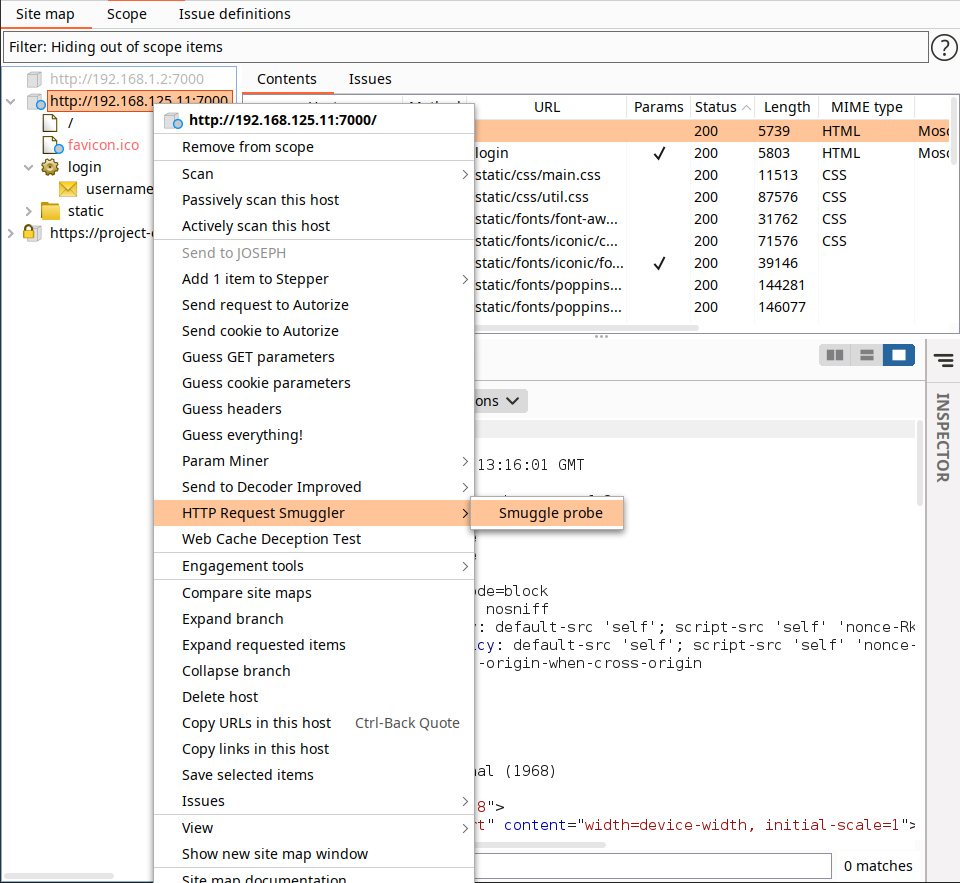 Site map Scope Issue definitions
Filter: Hiding out of scope items
?
http://192.168.1.2:7000
http://192.168.125.11:7000
/
favicon.ico
login
username
static
https://project-
Contents Issues
URL Params Status Length MIME type
200 5739 HTML Mosc
login 200 5803 HTML Mosc
static/css/main.css 200 11513 CSS
static/css/util.css 200 87576 CSS
static/fonts/font-aw... 200 31762 CSS
static/fonts/iconic/c... 200 71576 CSS
static/fonts/iconic/fo... 200 39146
static/fonts/poppins... 200 144281
static/fonts/poppins... 200 146077
http://192.168.125.11:7000/
Remove from scope
Scan
Passively scan this host
Actively scan this host
Send to JOSEPH
Add 1 item to Stepper
Send request to Autorize
Send cookie to Autorize
Guess GET parameters
Guess cookie parameters
Guess headers
Guess everything!
Param Miner
Send to Decoder Improved
HTTP Request Smuggler
Smuggle probe
Web Cache Deception Test
Engagement tools
Compare site maps
Expand branch
Expand requested items
Collapse branch
Delete host
Copy URLs in this host Ctrl-Back Quote
Copy links in this host
Save selected items
Issues
View
Show new site map window
Site map documentation
INSPECTOR
ons
13:16:01 GMT
de=block
nosniff
: default-src 'self'; script-src 'self' 'nonce-Rk
cy: default-src 'self'; script-src 'self' 'nonce-
-origin-when-cross-origin
al (1968)
8">
rt" content="width=device-width, initial-scale=1">
0 matches